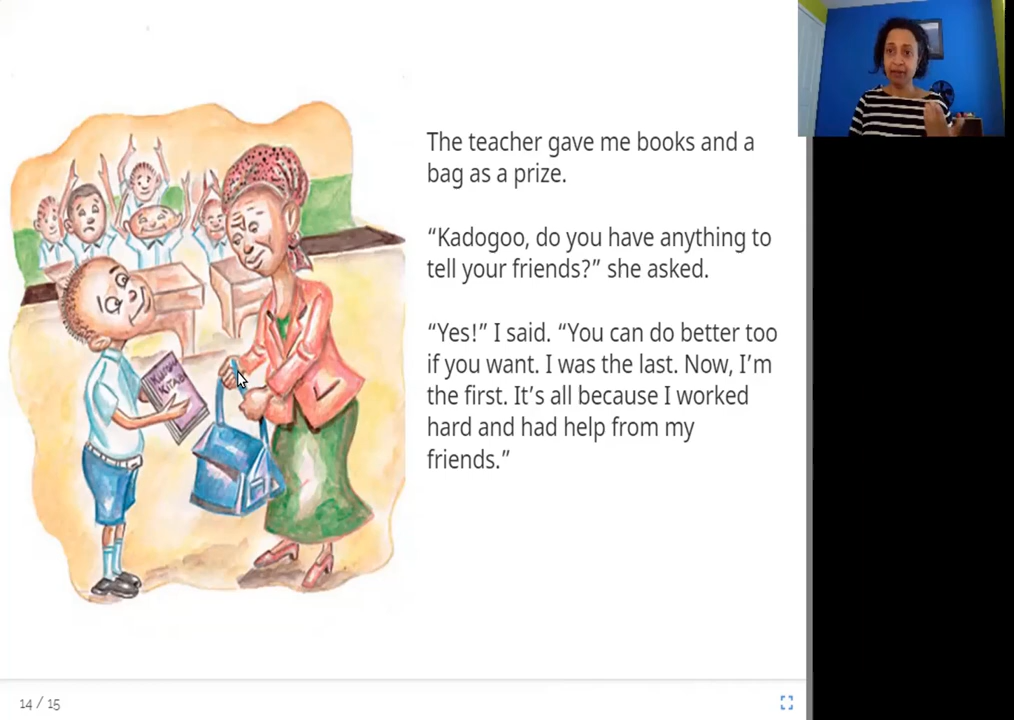 The teacher gave me books and a
bag as a prize.
“Kadogoo, do you have anything to
tell your friends?” she asked.
“Yes!” I said. “You can do better too
if you want. I was the last. Now, I’m
the first. It’s all because I worked
hard and had help from my
friends.”
14 / 15